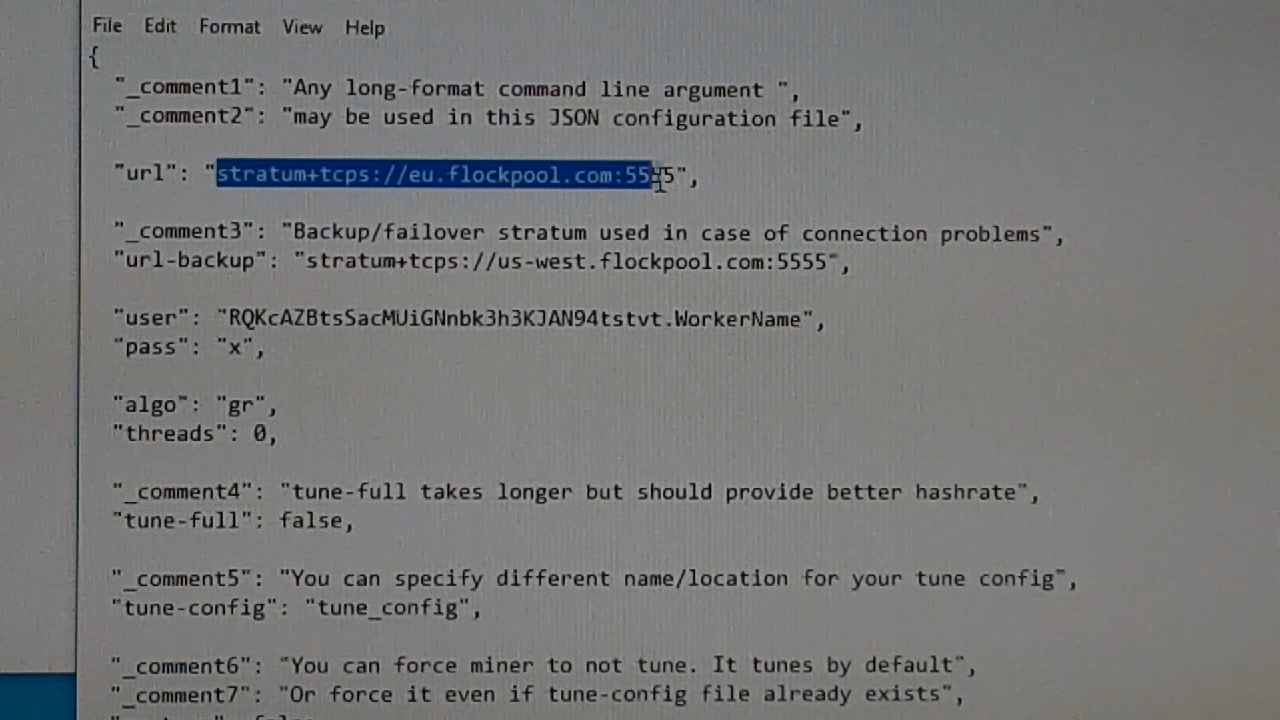 File Edit Format View Help
{
"_comment1": "Any long-format command line argument ",
"_comment2": "may be used in this JSON configuration file",
"url": "stratum+tcps://eu.flockpool.com:5555",
"_comment3": "Backup/failover stratum used in case of connection problems",
"url-backup": "stratum+tcps://us-west.flockpool.com:5555",
"user": "RQKcAZBtsSacMUiGNnbk3h3KJAN94tstvt.WorkerName",
"pass": "x",
"algo": "gr",
"threads": 0,
"_comment4": "tune-full takes longer but should provide better hashrate",
"tune-full": false,
"_comment5": "You can specify different name/location for your tune config",
"tune-config": "tune_config",
"_comment6": "You can force miner to not tune. It tunes by default",
"_comment7": "Or force it even if tune-config file already exists",